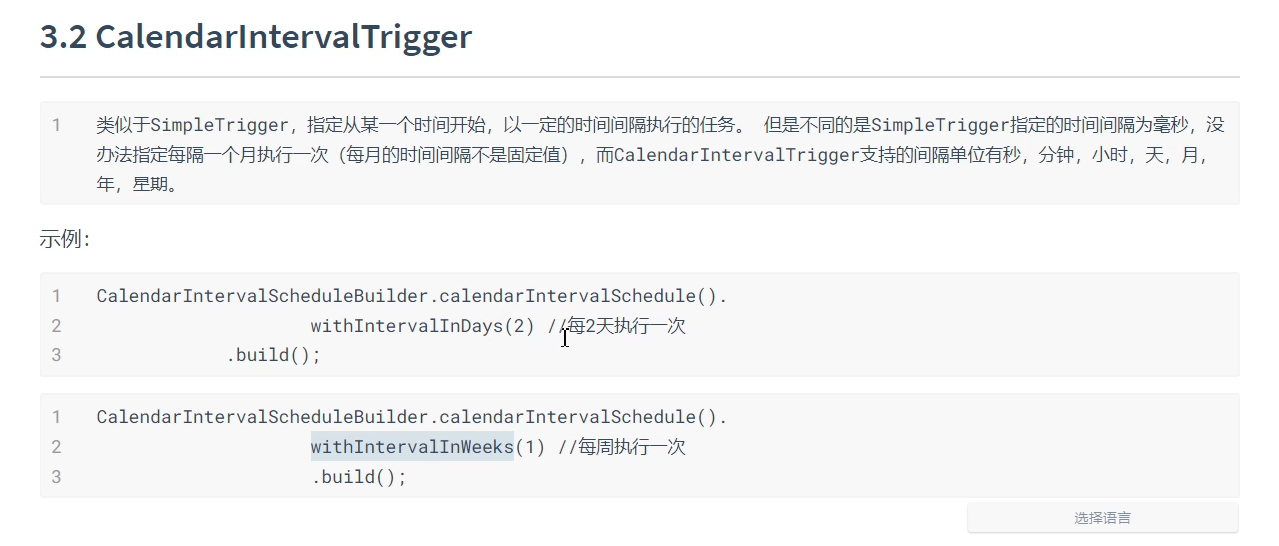 3.2 CalendarIntervalTrigger
1 类似于SimpleTrigger，指定从某一个时间开始，以一定的时间间隔执行的任务。 但是不同的是SimpleTrigger指定的时间间隔为毫秒，没
办法指定每隔一个月执行一次（每月的时间间隔不是固定值），而CalendarIntervalTrigger支持的间隔单位有秒，分钟，小时，天，月，
年，星期。
示例：
1 CalendarIntervalScheduleBuilder.calendarIntervalSchedule().
2 withIntervalInDays(2) //每2天执行一次
3 .build();
1 CalendarIntervalScheduleBuilder.calendarIntervalSchedule().
2 withIntervalInWeeks(1) //每周执行一次
3 .build();
选择语言